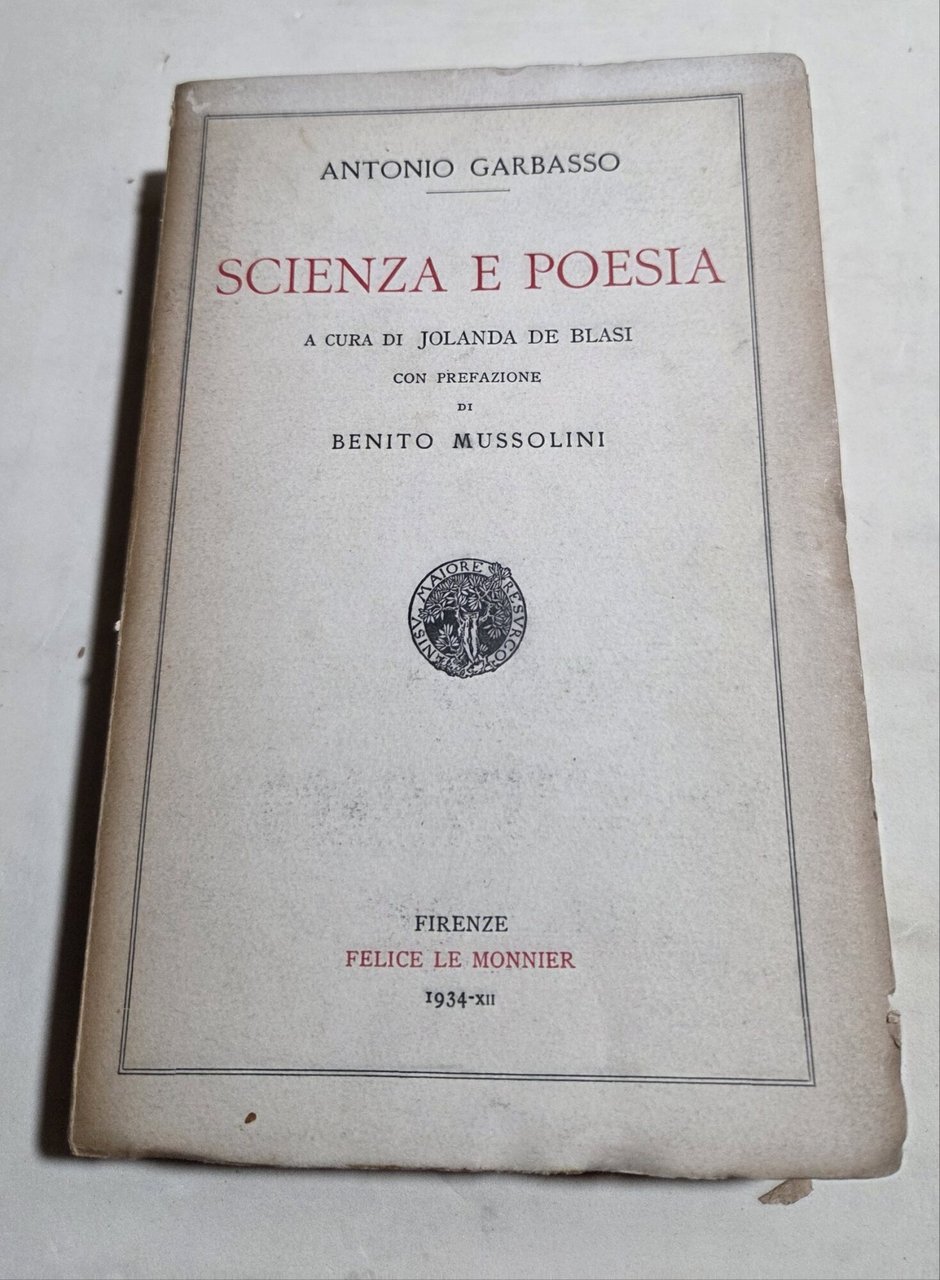 ANTONIO GARBASSO
SCIENZA E POESIA
A CURA DI JOLANDA DE BLASI
CON PREFAZIONE
DI
BENITO MUSSOLINI
ENISV MAIORE RESVRGO
FIRENZE
FELICE LE MONNIER
1934-XII